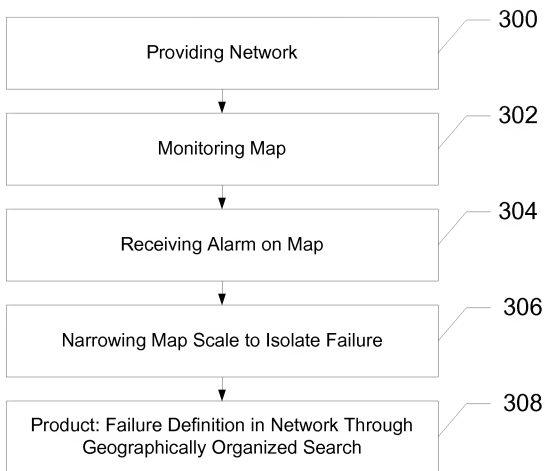 300
Providing Network
302
Monitoring Map
304
Receiving Alarm on Map
306
Narrowing Map Scale to Isolate Failure
308
Product: Failure Definition in Network Through
Geographically Organized Search